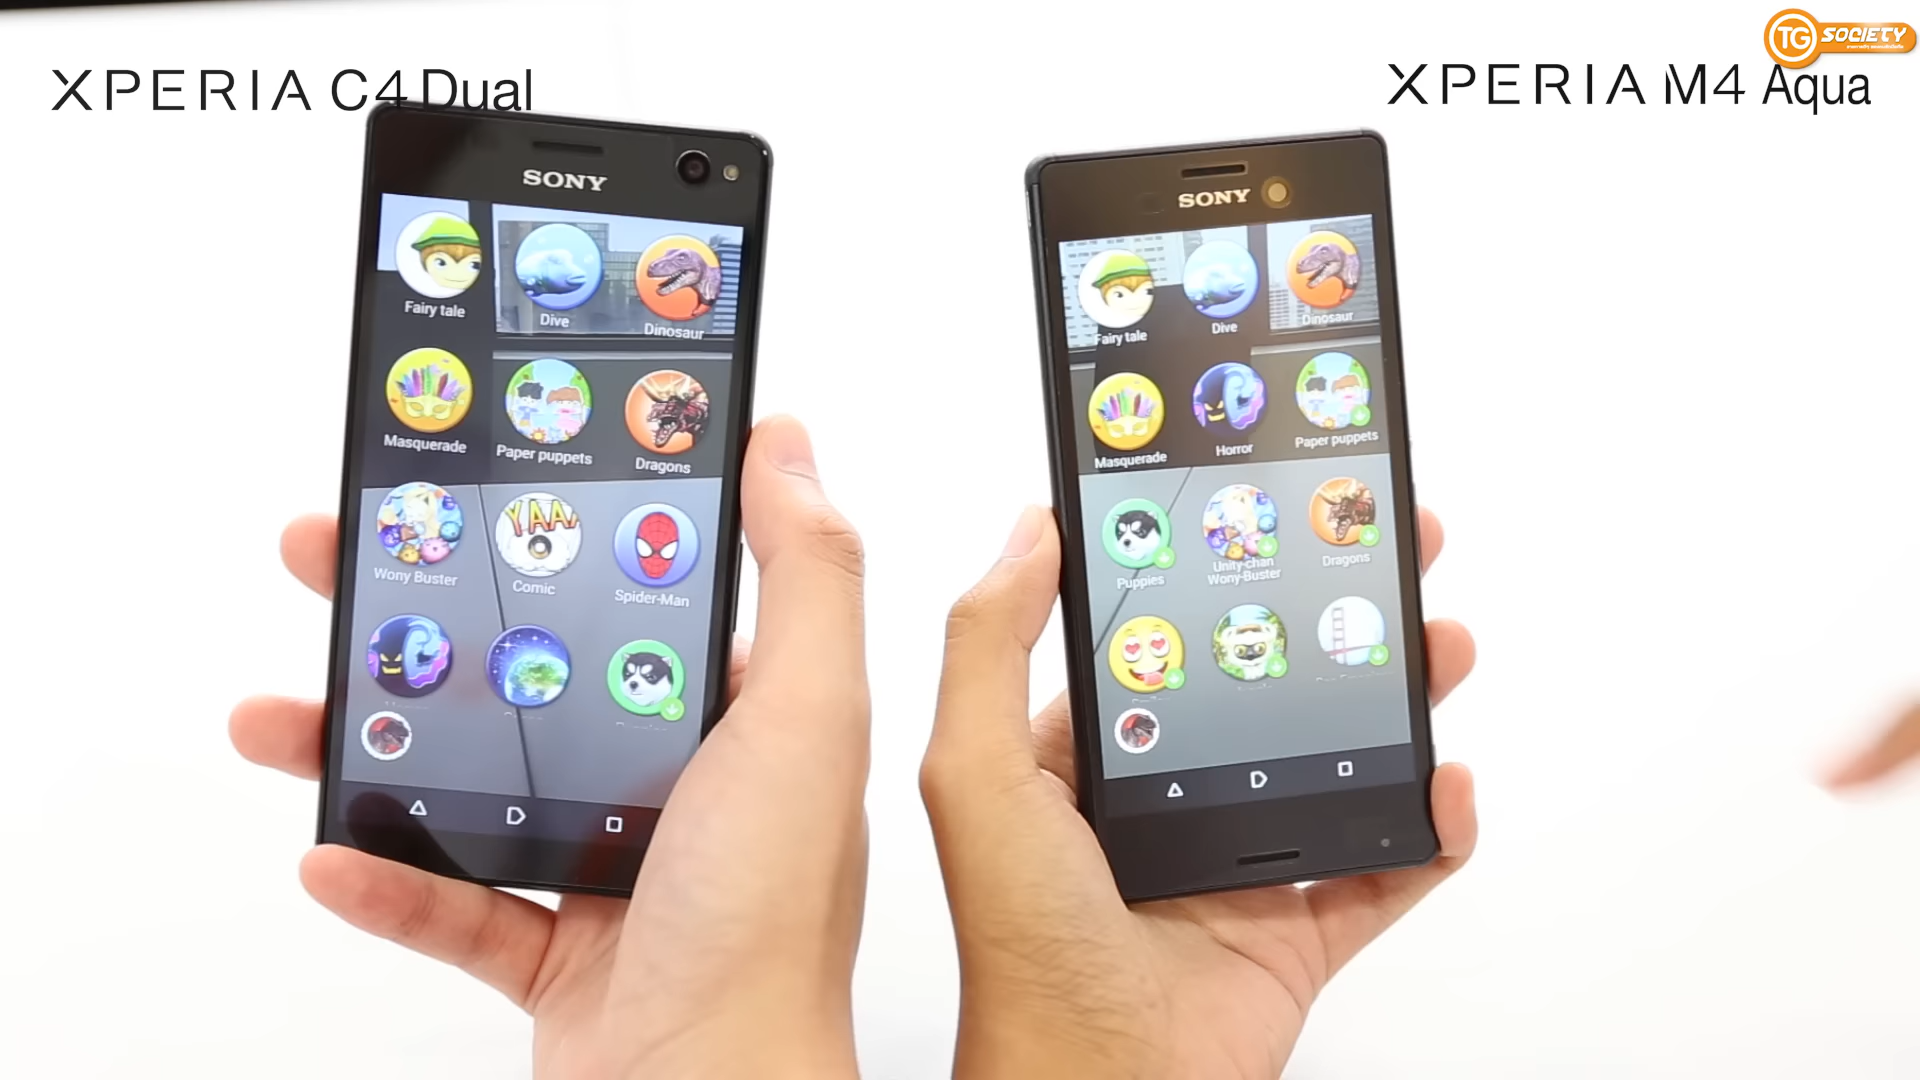 TG SOCIETY
XPERIA C4 Dual
XPERIA M4 Aqua
SONY
Fairy tale
Dive
Dinosaur
Masquerade
Paper puppets
Dragons
Wony Buster
YAAA
Comic
Spider-Man
SONY
Fairy tale
Dive
Dinosaur
Masquerade
Horror
Paper puppets
Puppies
Unity-chan
Wony-Buster
Dragons